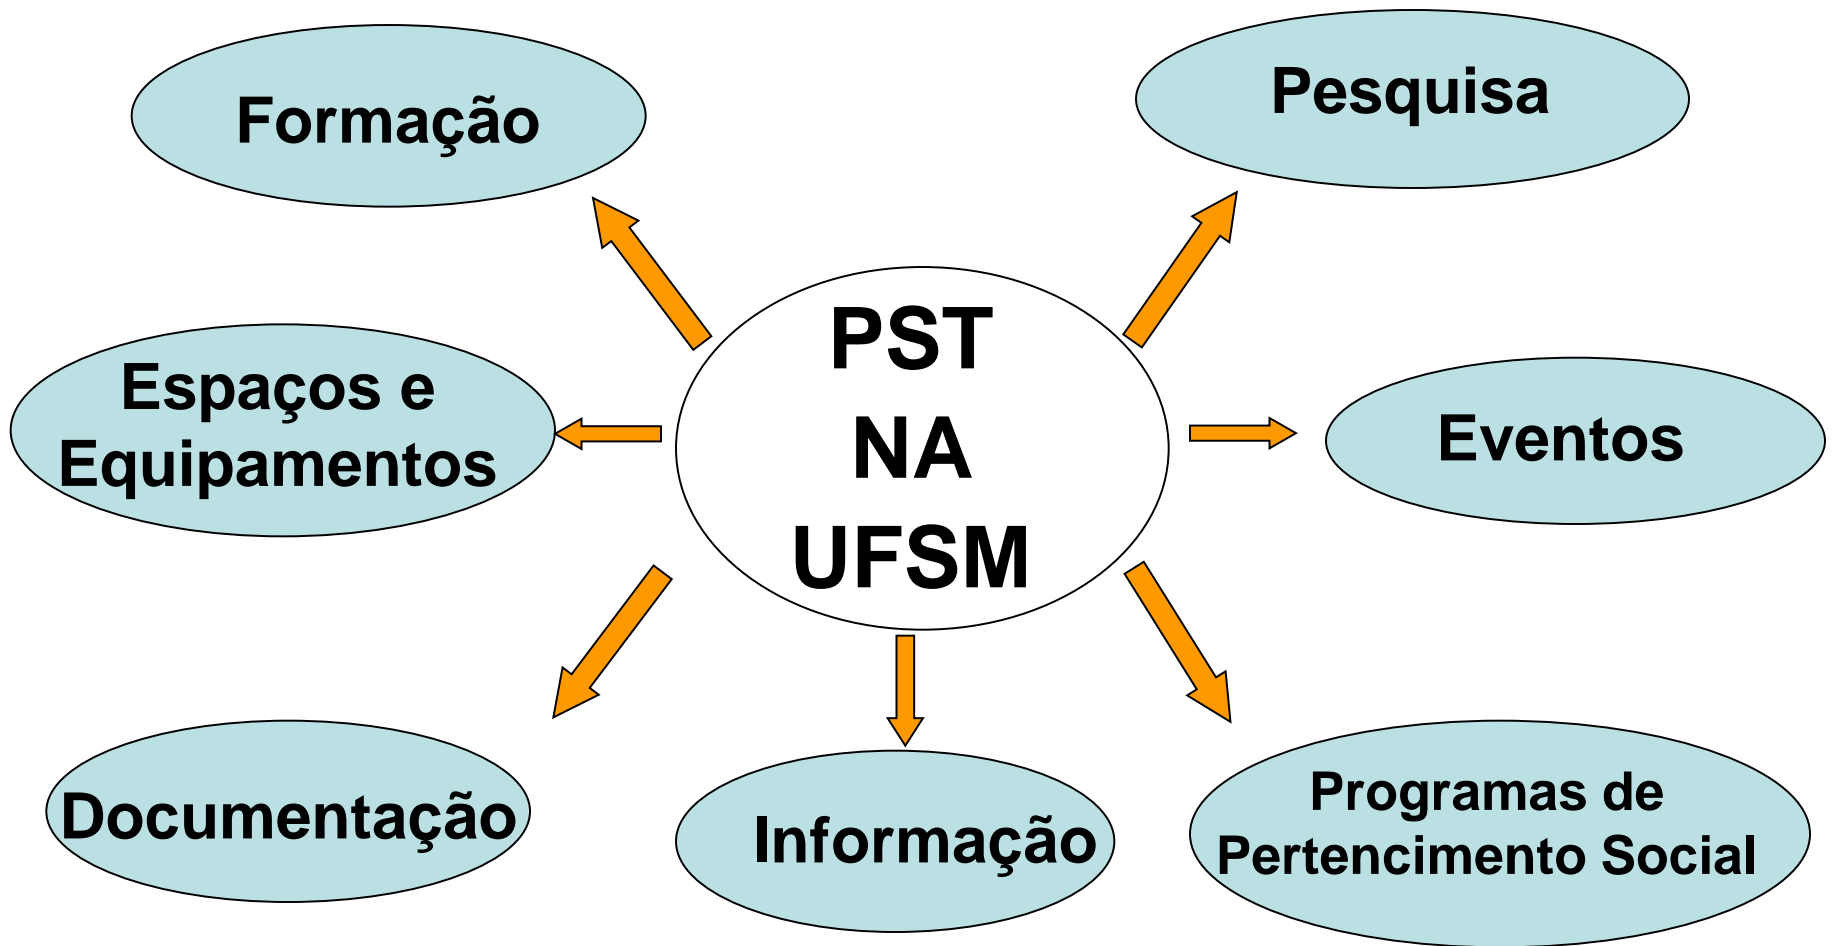 Formação
Pesquisa
PST
NA
UFSM
Espaços e
Equipamentos
Eventos
Documentação
Informação
Programas de
Pertencimento Social